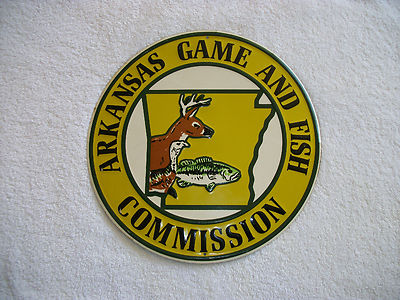 ARKANSAS GAME AND FISH
COMMISSION